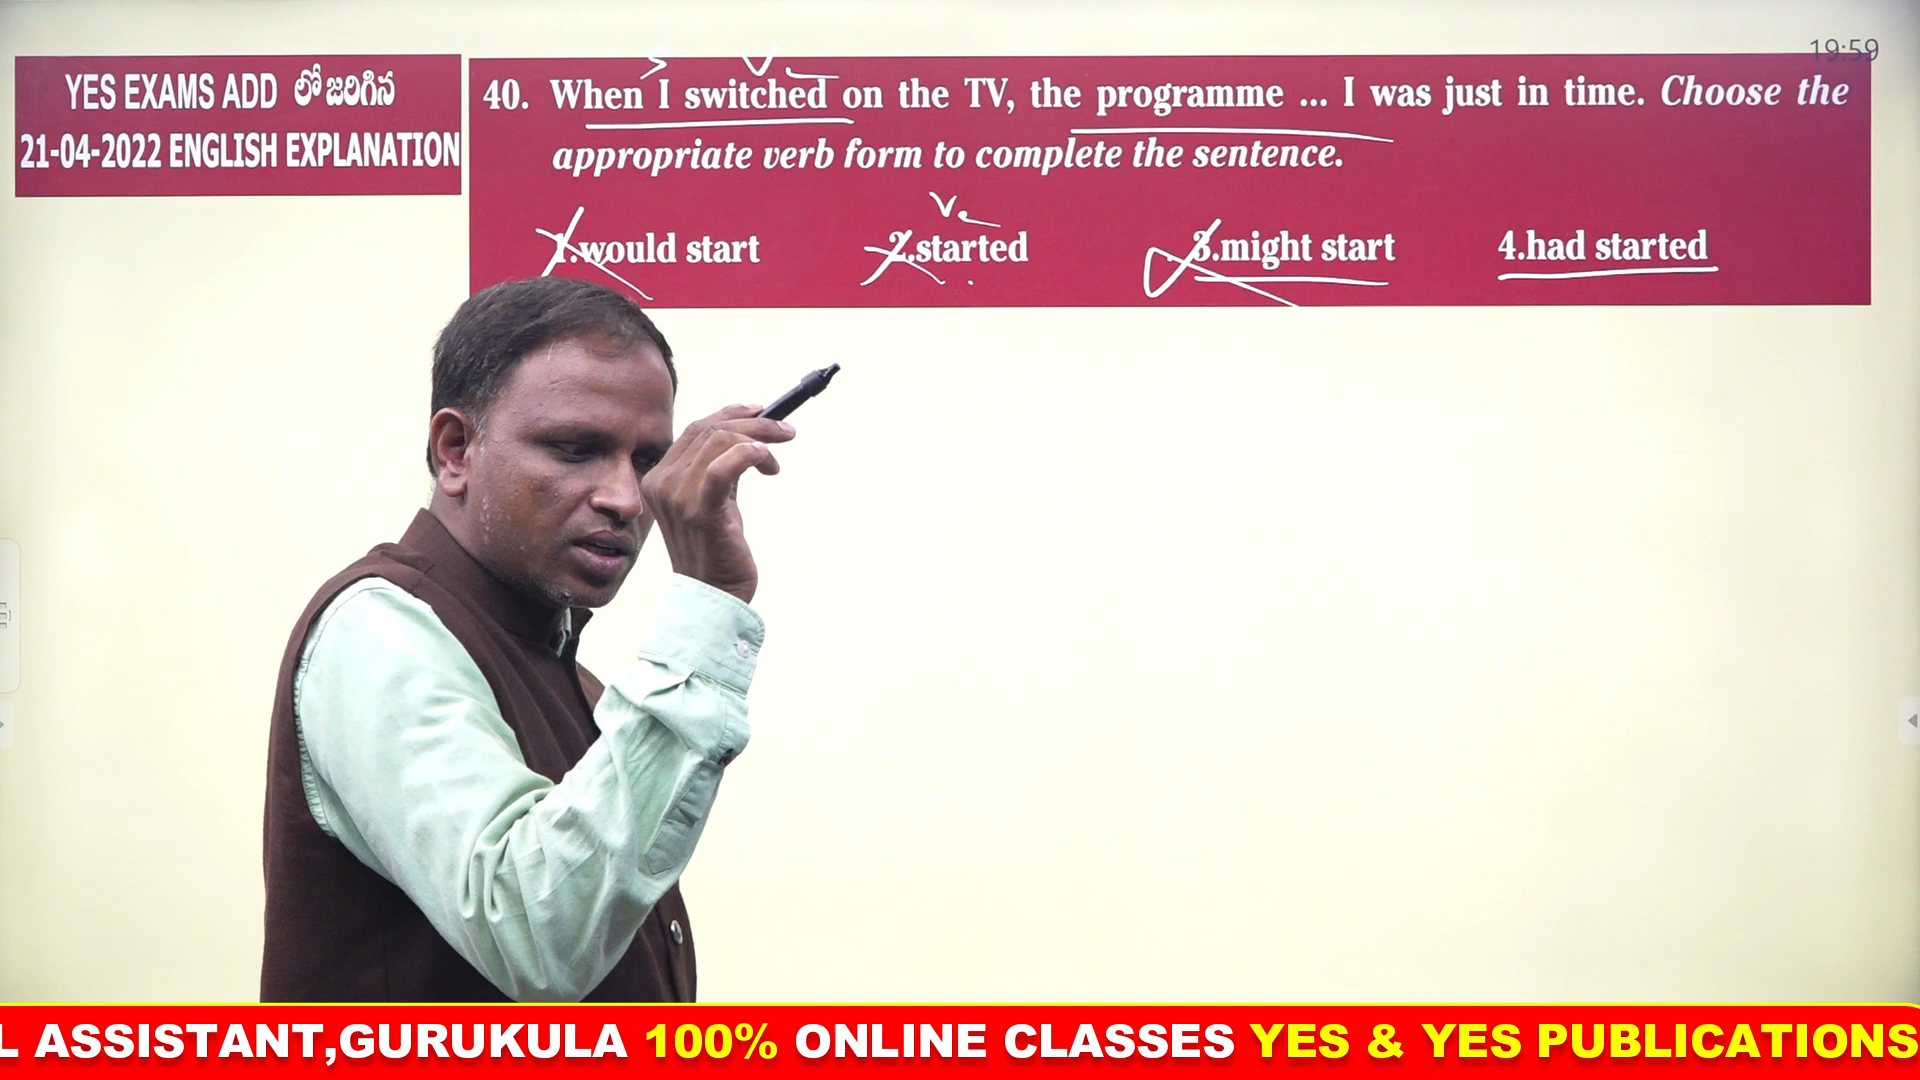 19:59
YES EXAMS ADD లో జరిగిన
21-04-2022 ENGLISH EXPLANATION
40. When I switched on the TV, the programme ... I was just in time. Choose the
appropriate verb form to complete the sentence.
S V
V2
1.would start 2.started 3.might start 4.had started
L ASSISTANT,GURUKULA 100% ONLINE CLASSES YES & YES PUBLICATIONS